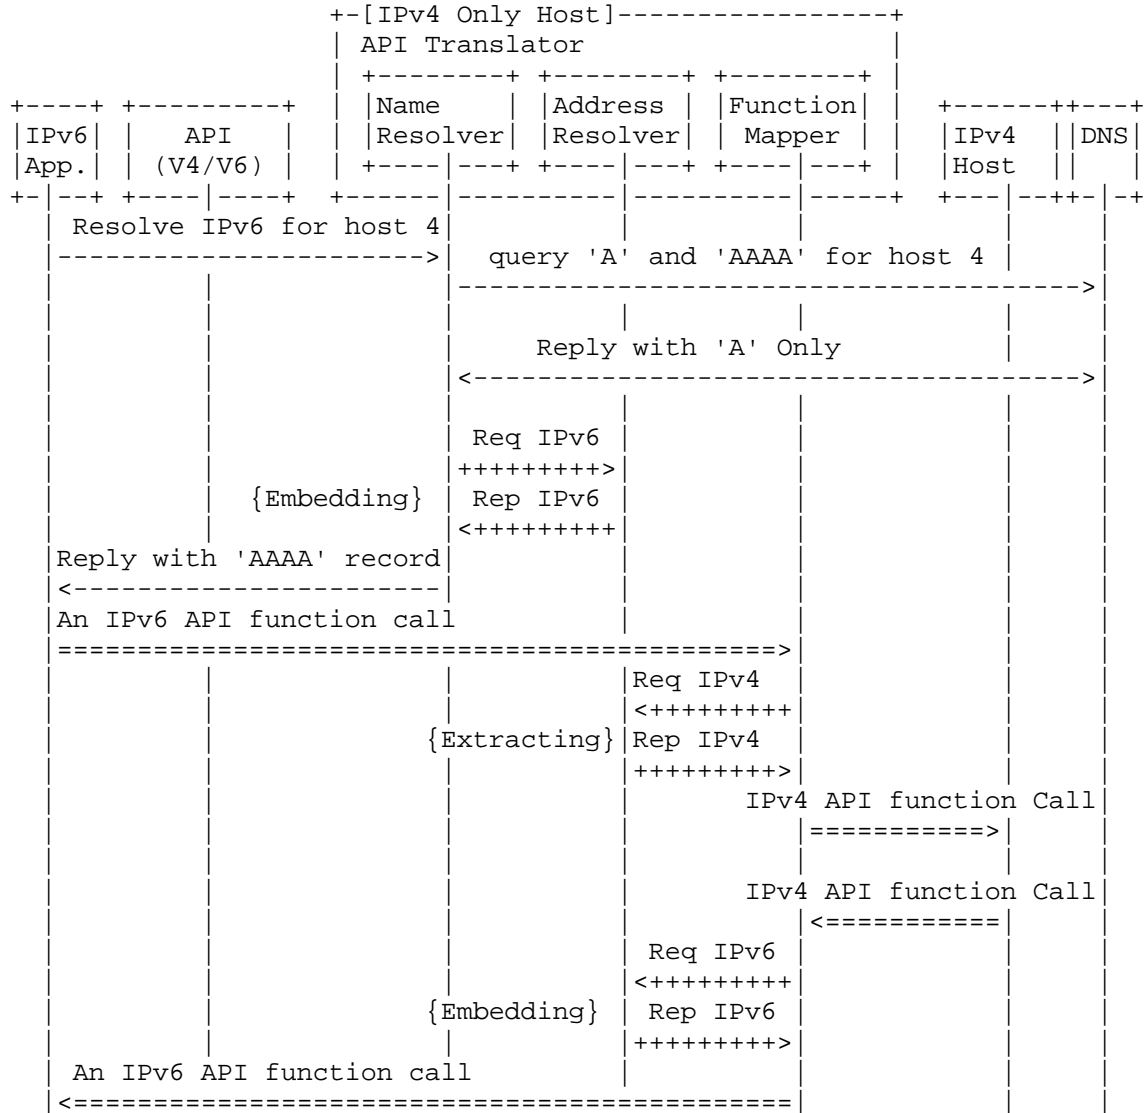 +-[IPv4 Only Host]-----------------+
| API Translator |
| +--------+ +--------+ +--------+ |
+----+ +---------+ | |Name | |Address | |Function| | +------++---+
|IPv6| | API | | |Resolver| |Resolver| | Mapper | | |IPv4 ||DNS|
|App.| | (V4/V6) | | +----|---+ +----|---+ +----|---+ | |Host || |
+-|--+ +----|----+ +------|----------|----------|-----+ +---|--++-|-+
| Resolve IPv6 for host 4| | | | |
|----------------------->| query 'A' and 'AAAA' for host 4 | |
| | |--------------------------------------->|
| | | | | | |
| | | Reply with 'A' Only | |
| | |<-------------------------------------->|
| | | | | | |
| | | Req IPv6 | | | |
| | |+++++++++>| | | |
| | {Embedding} | Rep IPv6 | | | |
| | |<+++++++++| | | |
|Reply with 'AAAA' record| | | | |
|<-----------------------| | | | |
|An IPv6 API function call | | | |
|=============================================>| | |
| | | |Req IPv4 | | |
| | | |<+++++++++| | |
| | {Extracting}|Rep IPv4 | | |
| | | |+++++++++>| | |
| | | | IPv4 API function Call|
| | | | |===========>| |
| | | | | | |
| | | | IPv4 API function Call|
| | | | |<===========| |
| | | | Req IPv6 | | |
| | | |<+++++++++| | |
| | {Embedding} | Rep IPv6 | | |
| | | |+++++++++>| | |
| An IPv6 API function call | | | |
|<=============================================| | |